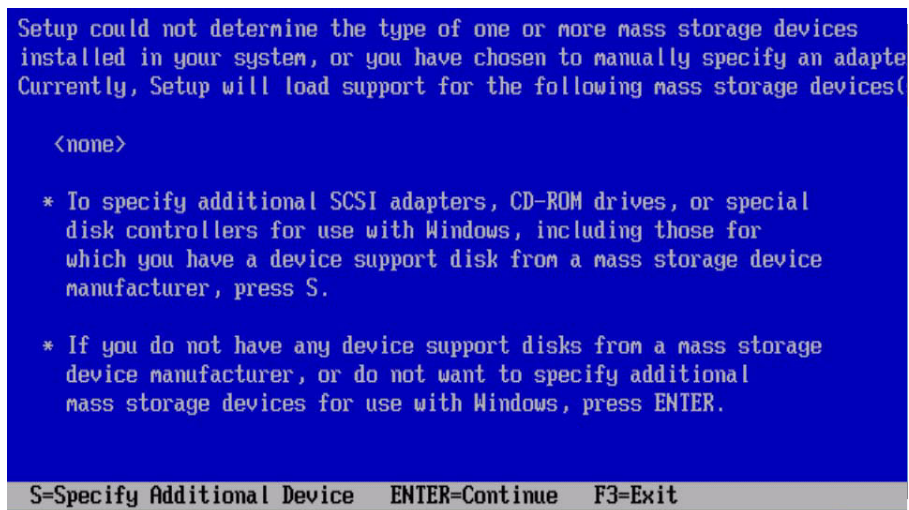 Setup could not determine the type of one or more mass storage devices
installed in your system, or you have chosen to manually specify an adapte
Currently, Setup will load support for the following mass storage devices(
<none>
* To specify additional SCSI adapters, CD-ROM drives, or special
disk controllers for use with Windows, including those for
which you have a device support disk from a mass storage device
manufacturer, press S.
* If you do not have any device support disks from a mass storage
device manufacturer, or do not want to specify additional
mass storage devices for use with Windows, press ENTER.
S=Specify Additional Device ENTER=Continue F3=Exit